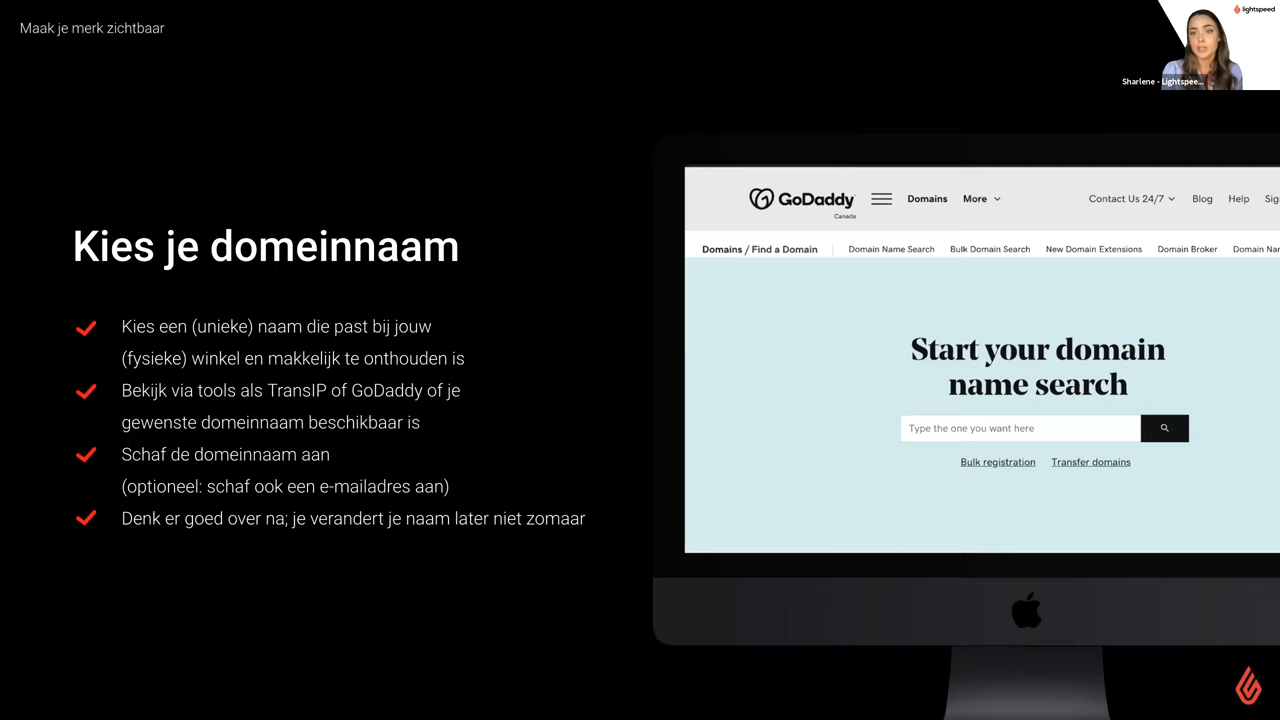 Maak je merk zichtbaar
lightspeed
Sharlene - Lightspee...
Kies je domeinnaam
Kies een (unieke) naam die past bij jouw
(fysieke) winkel en makkelijk te onthouden is
Bekijk via tools als TransIP of GoDaddy of je
gewenste domeinnaam beschikbaar is
Schaf de domeinnaam aan
(optioneel: schaf ook een e-mailadres aan)
Denk er goed over na; je verandert je naam later niet zomaar
GoDaddy Domains More Contact Us 24/7 Blog Help
Canada
Domains / Find a Domain Domain Name Search Bulk Domain Search New Domain Extensions Domain Broker Domain
Start your domain
name search
Type the one you want here
Bulk registration Transfer domains